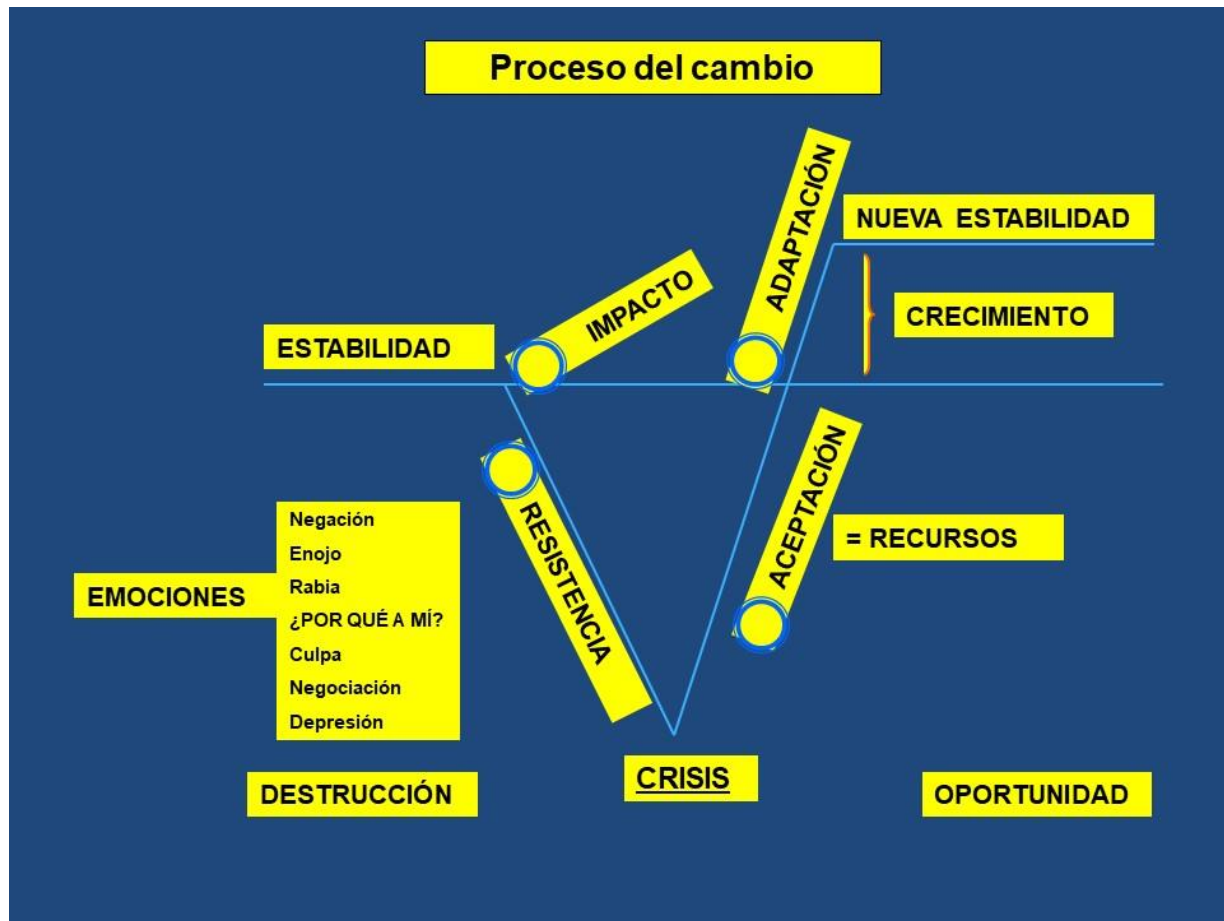 Proceso del cambio
ADAPTACIÓN
NUEVA ESTABILIDAD
IMPACTO
CRECIMIENTO
ESTABILIDAD
RESISTENCIA
ACEPTACIÓN
= RECURSOS
EMOCIONES
Negación
Enojo
Rabia
¿POR QUÉ A MÍ?
Culpa
Negociación
Depresión
DESTRUCCIÓN
CRISIS
OPORTUNIDAD